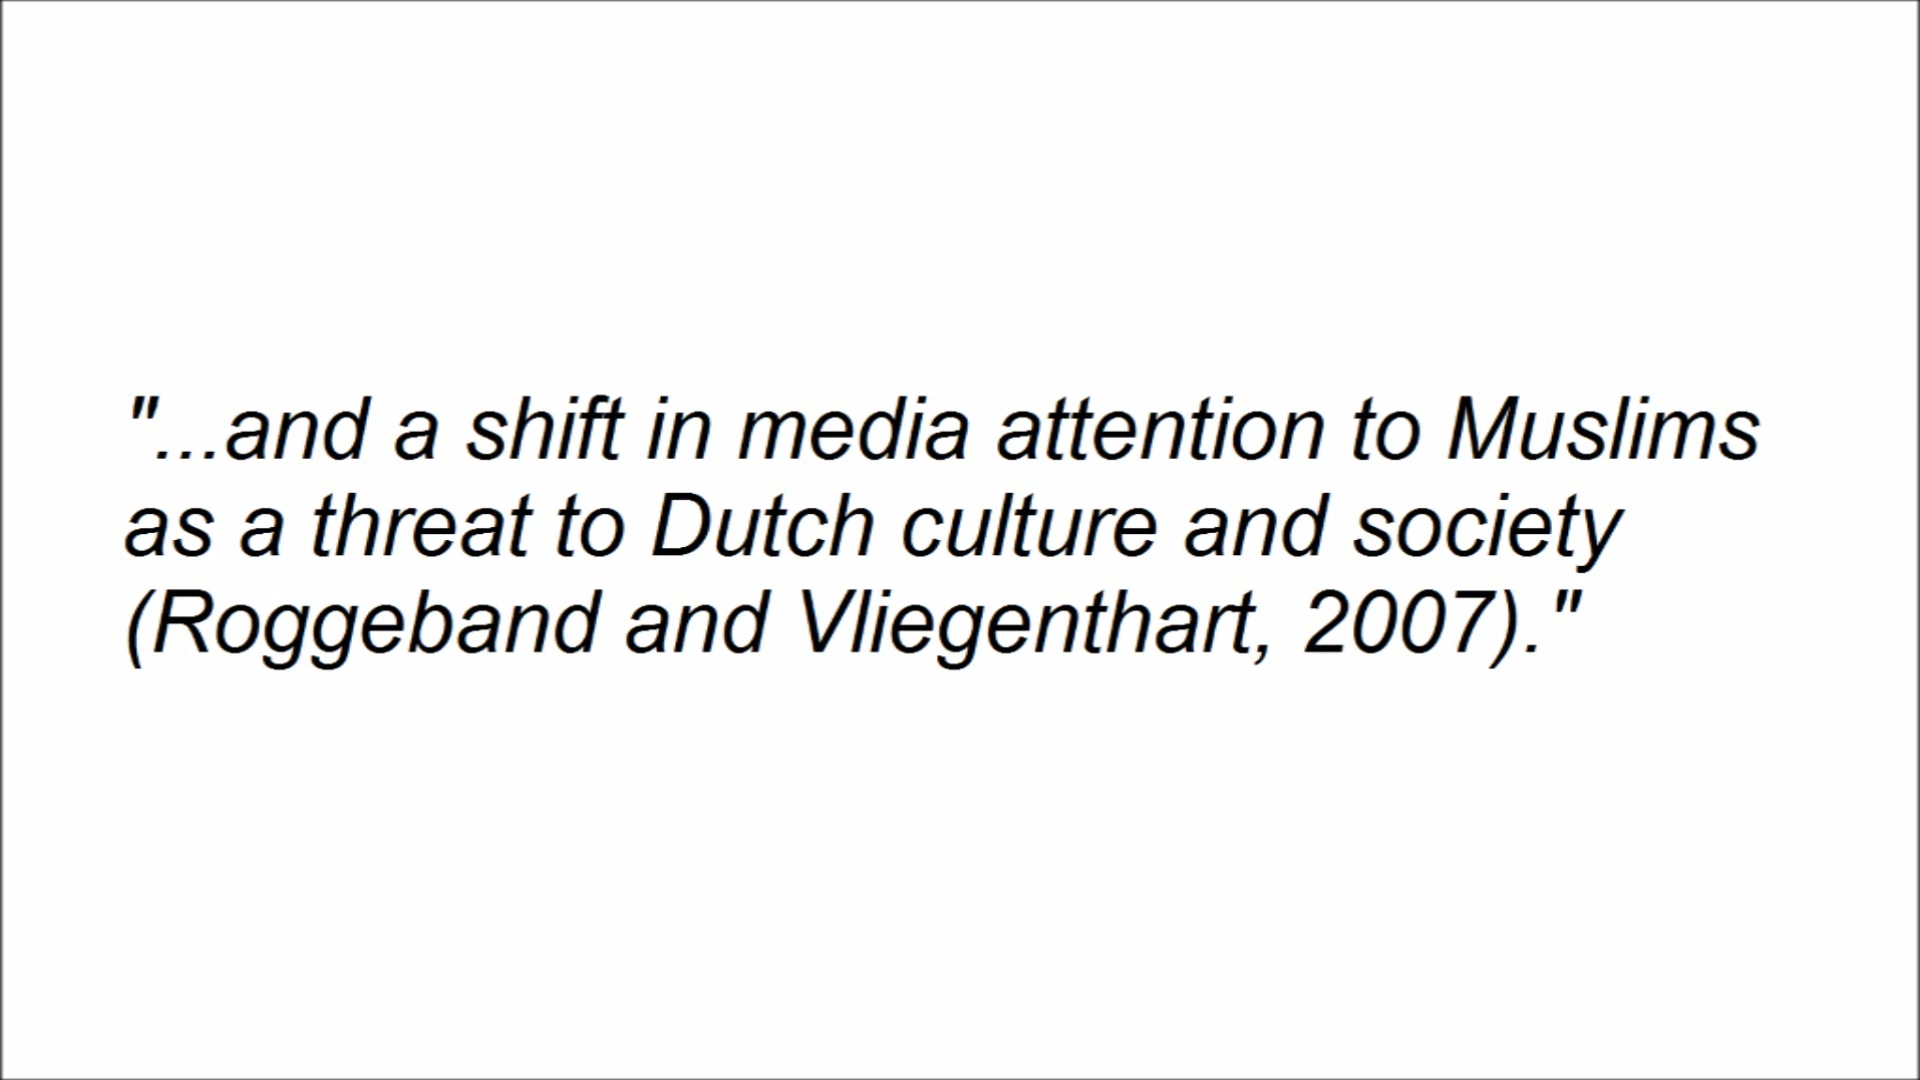 "...and a shift in media attention to Muslims
as a threat to Dutch culture and society
(Roggeband and Vliegenthart, 2007)."